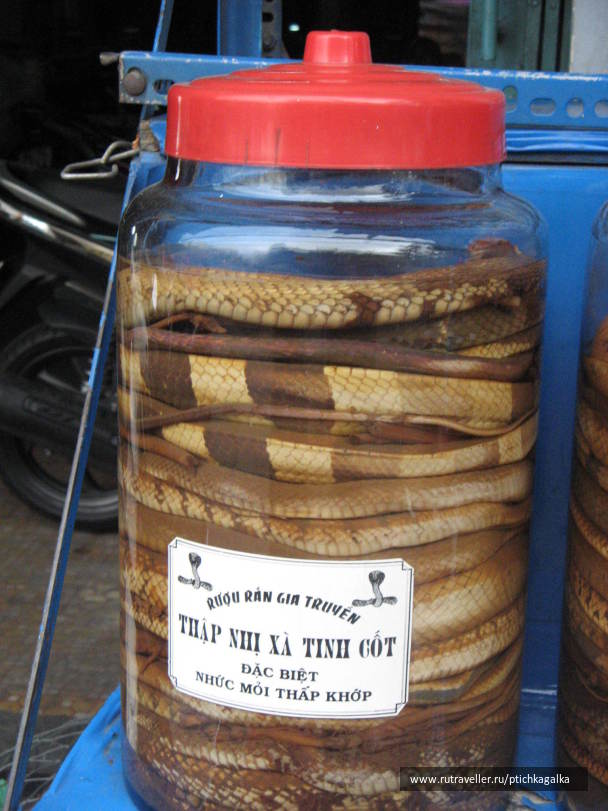 RƯỢU RẮN GIA TRUYỀN
THẬP NHỊ XÀ TINH CỐT
ĐẶC BIỆT
NHỨC MỎI THẤP KHỚP
www.rutraveller.ru/ptichkagalka